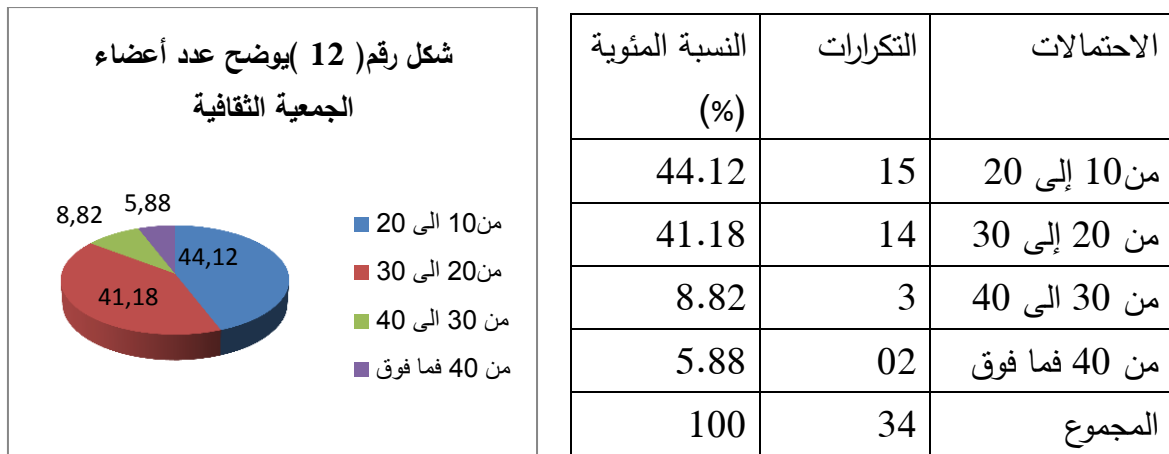 شكل رقم( 12 )يوضح عدد أعضاء
الجمعية الثقافية
8,82
5,88
44,12
41,18
من10 الى 20
من20 الى 30
من 30 الى 40
من 40 فما فوق
الاحتمالات التكرارات النسبة المئوية
(%)
من10 إلى 20 15 44.12
من 20 إلى 30 14 41.18
من 30 الى 40 3 8.82
من 40 فما فوق 02 5.88
المجموع 34 100